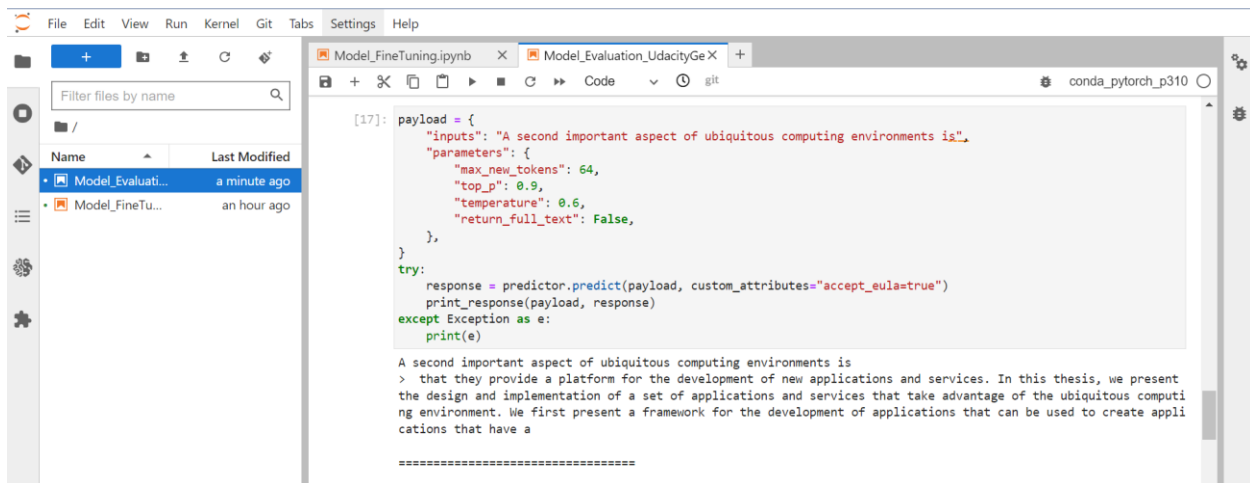 File Edit View Run Kernel Git Tabs Settings Help
+
Filter files by name
/
Name Last Modified
Model_Evaluati... a minute ago
Model_FineTu... an hour ago
Model_FineTuning.ipynb × Model_Evaluation_UdacityGe × +
Code git conda_pytorch_p310
[17]: payload = {
    "inputs": "A second important aspect of ubiquitous computing environments is",
    "parameters": {
        "max_new_tokens": 64,
        "top_p": 0.9,
        "temperature": 0.6,
        "return_full_text": False,
    },
}
try:
    response = predictor.predict(payload, custom_attributes="accept_eula=true")
    print_response(payload, response)
except Exception as e:
    print(e)
A second important aspect of ubiquitous computing environments is
>  that they provide a platform for the development of new applications and services. In this thesis, we present
the design and implementation of a set of applications and services that take advantage of the ubiquitous computi
ng environment. We first present a framework for the development of applications that can be used to create appli
cations that have a
==================================